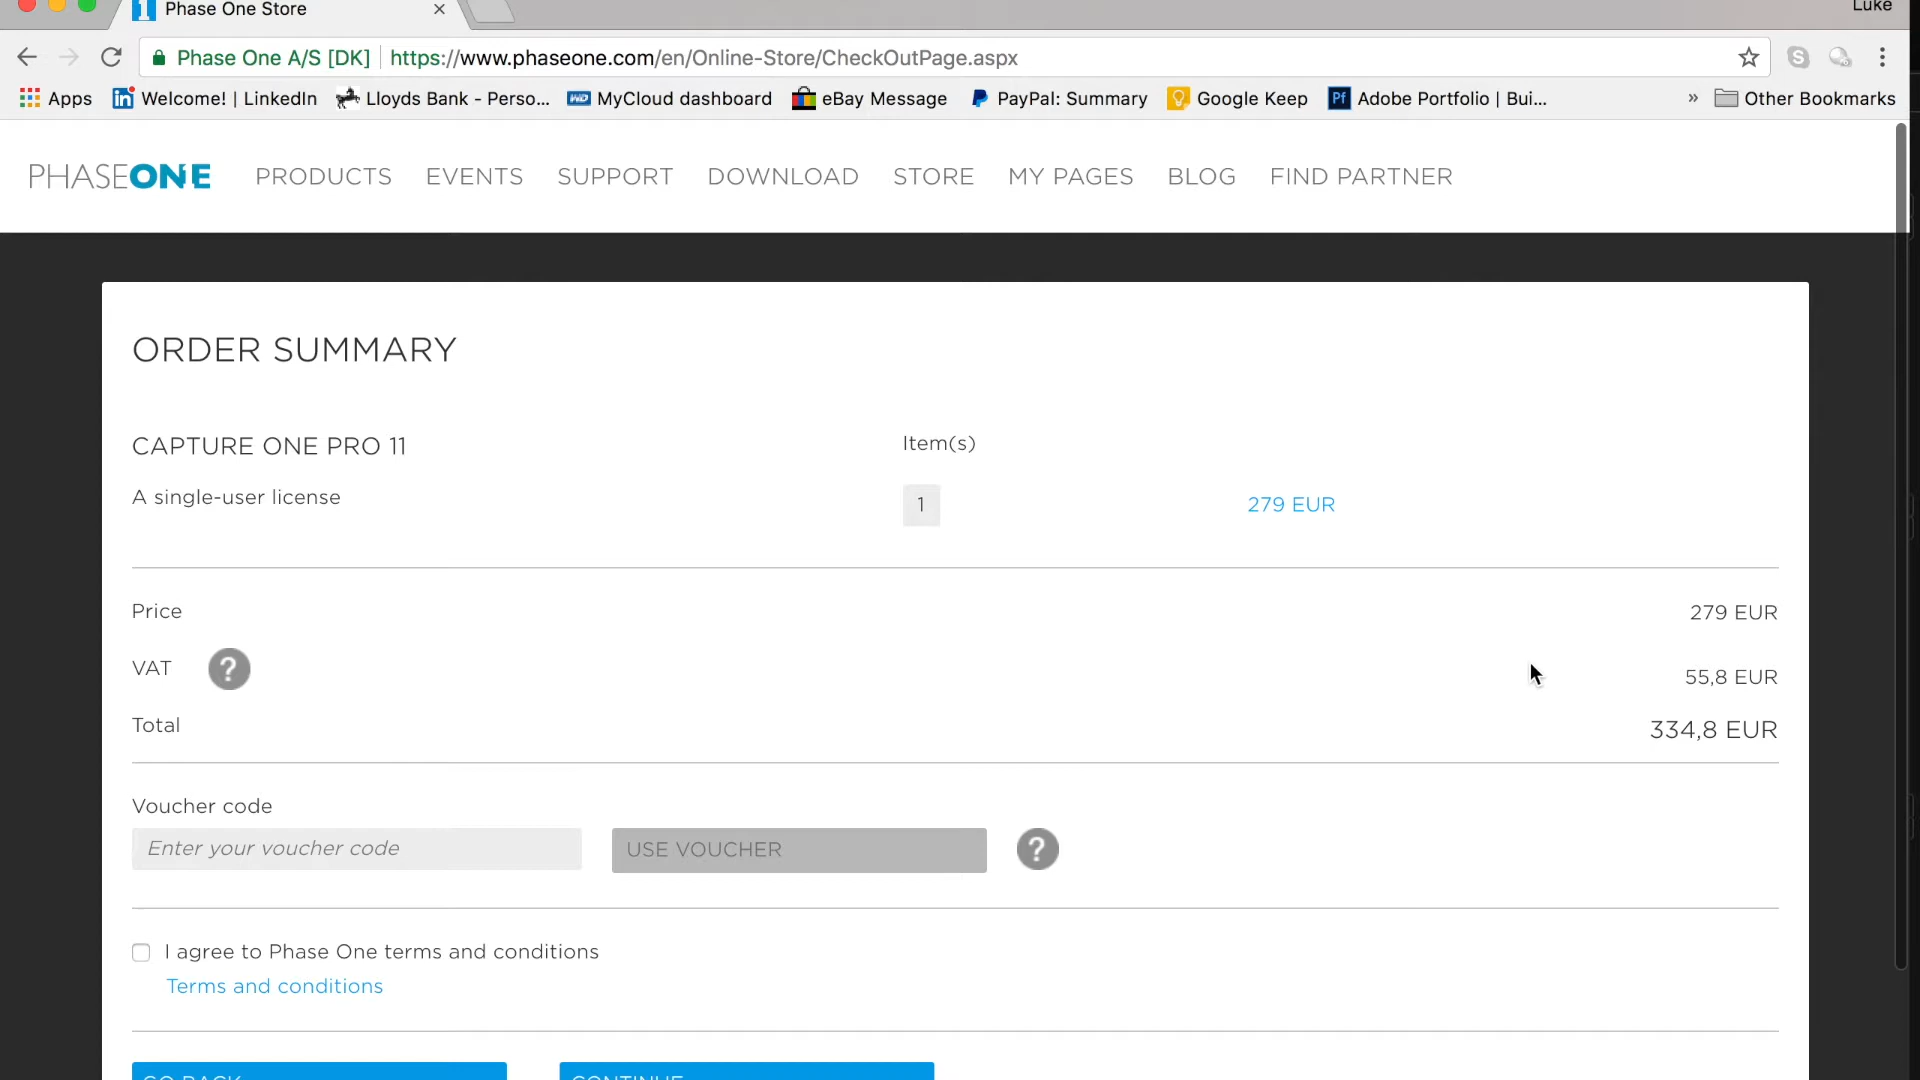 Phase One Store
Luke
Phase One A/S [DK] https://www.phaseone.com/en/Online-Store/CheckOutPage.aspx
Apps Welcome! | LinkedIn Lloyds Bank - Perso... MyCloud dashboard eBay Message PayPal: Summary Google Keep Adobe Portfolio | Bui... » Other Bookmarks
PHASEONE PRODUCTS EVENTS SUPPORT DOWNLOAD STORE MY PAGES BLOG FIND PARTNER
ORDER SUMMARY
CAPTURE ONE PRO 11 Item(s)
A single-user license 1 279 EUR
Price 279 EUR
VAT ? 55,8 EUR
Total 334,8 EUR
Voucher code
Enter your voucher code USE VOUCHER ?
I agree to Phase One terms and conditions
Terms and conditions
GO BACK CONTINUE